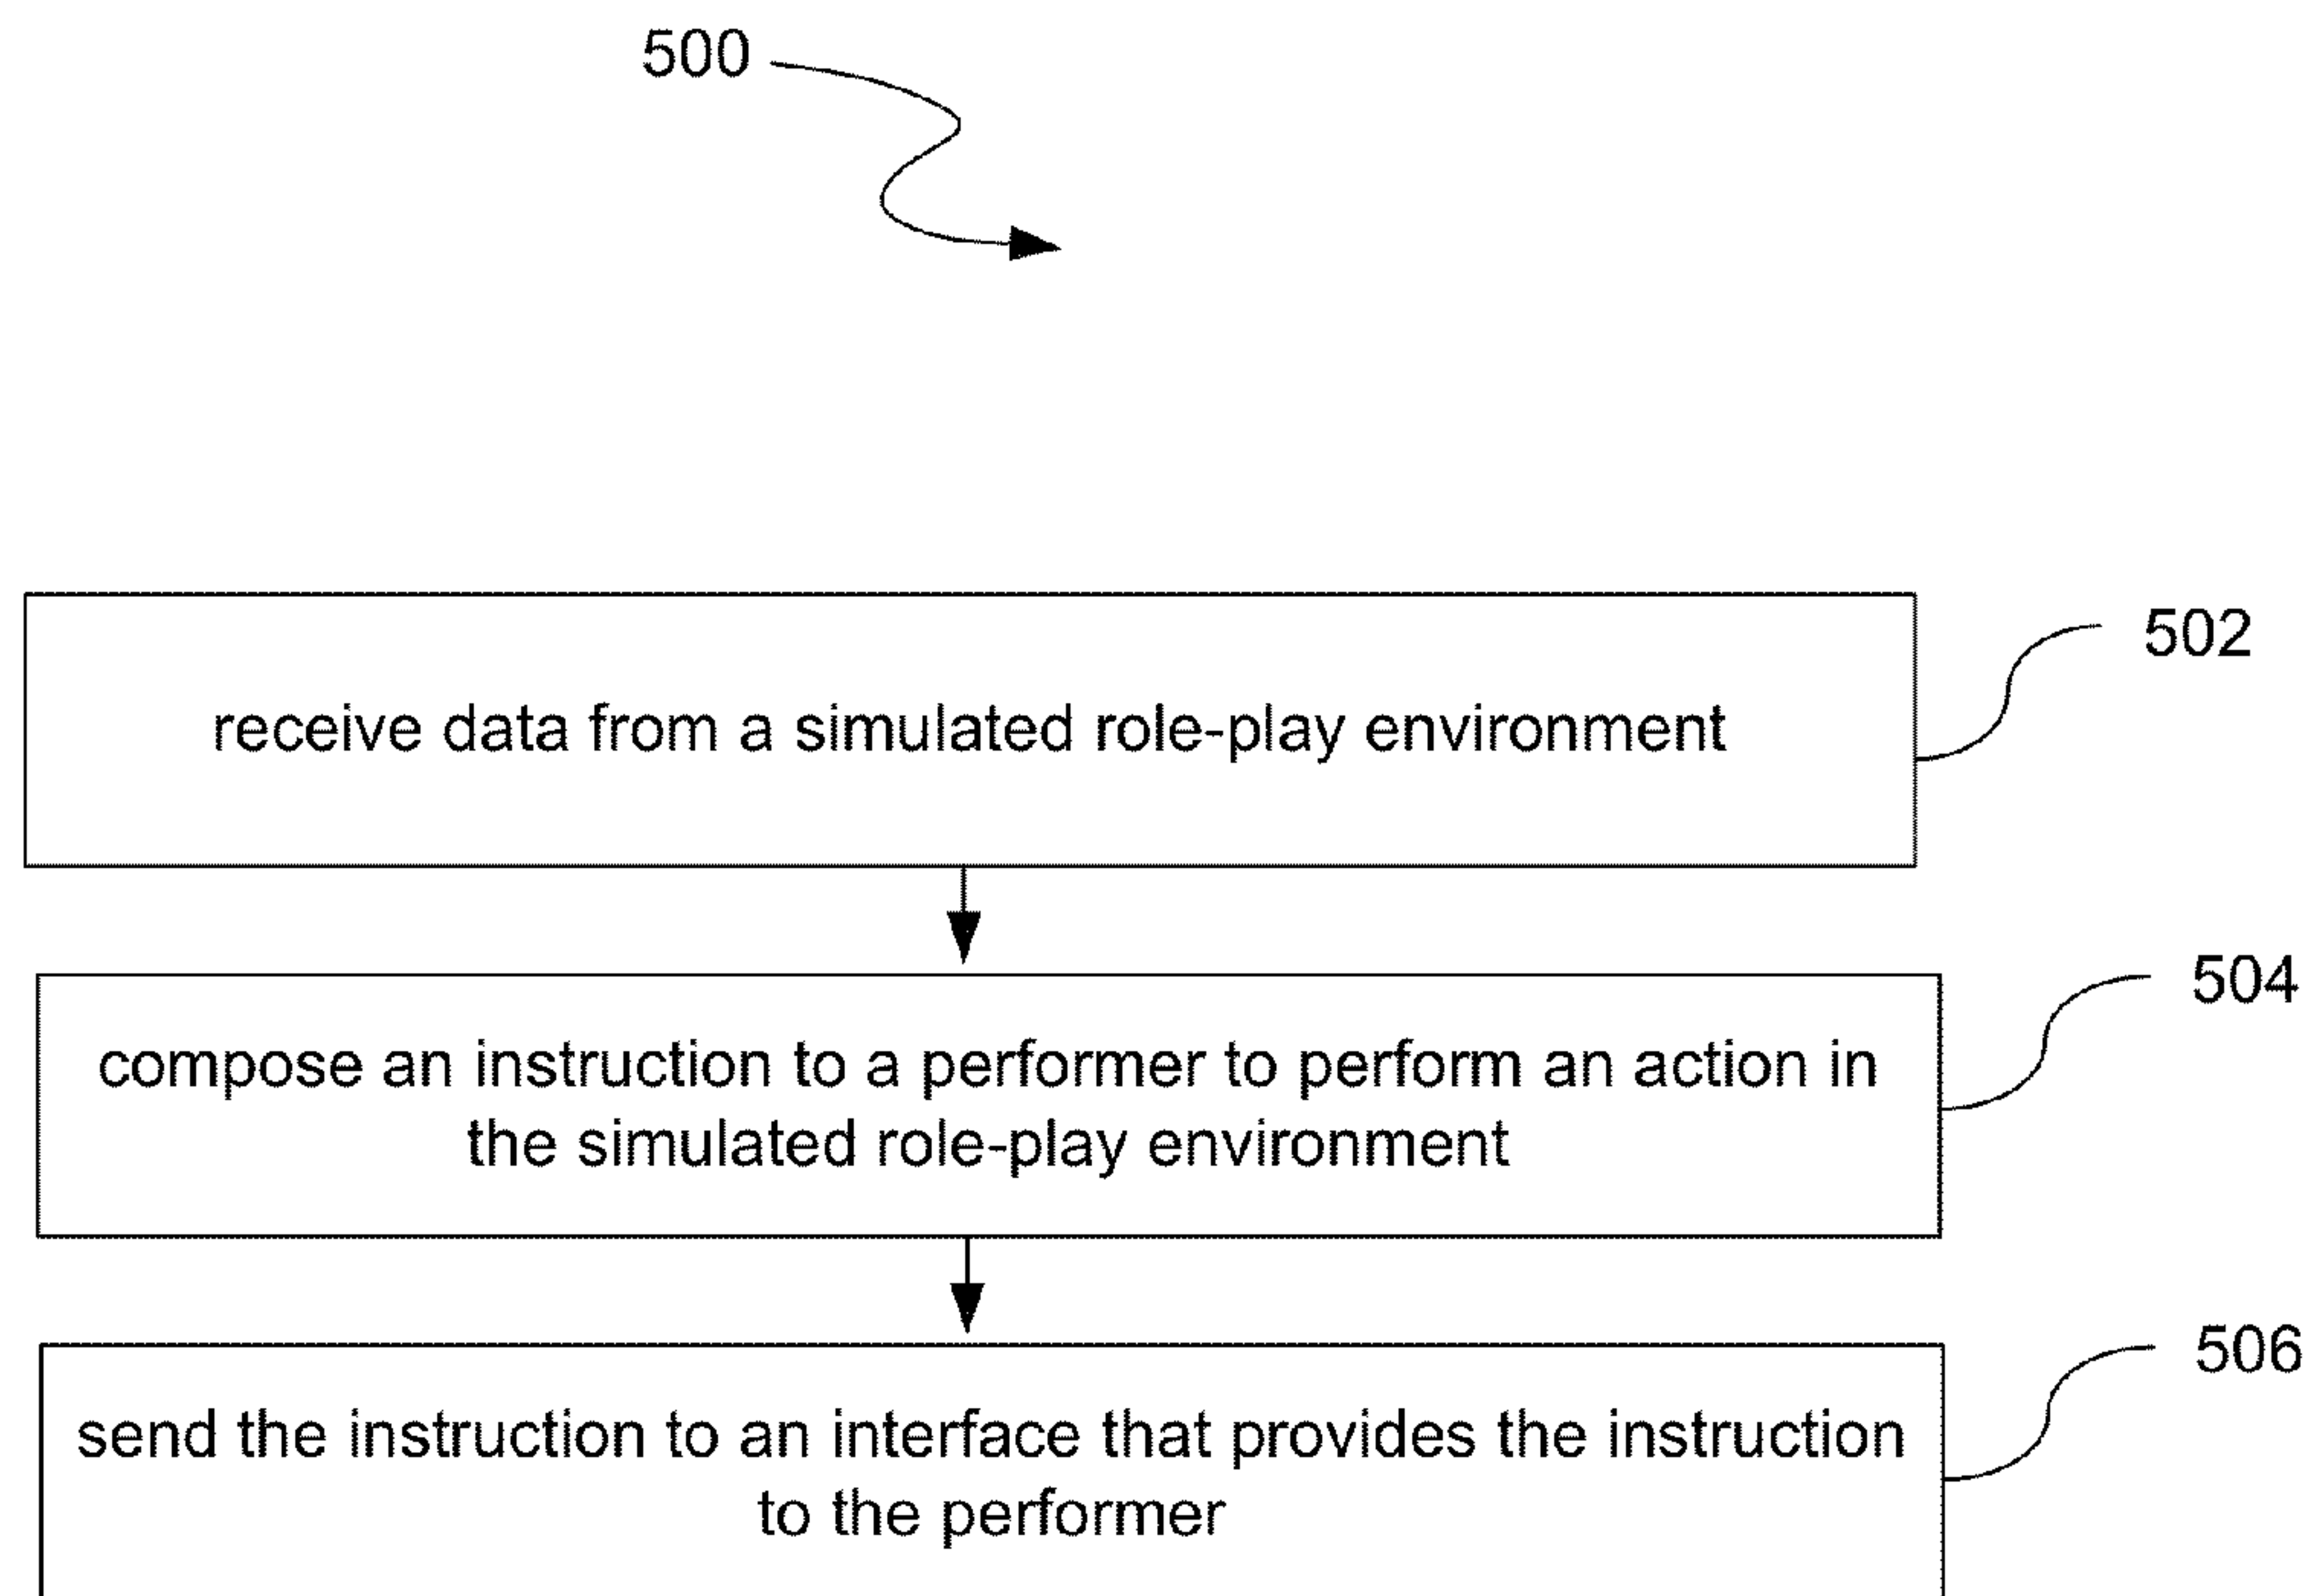 500
receive data from a simulated role-play environment
502
compose an instruction to a performer to perform an action in
the simulated role-play environment
504
send the instruction to an interface that provides the instruction
to the performer
506